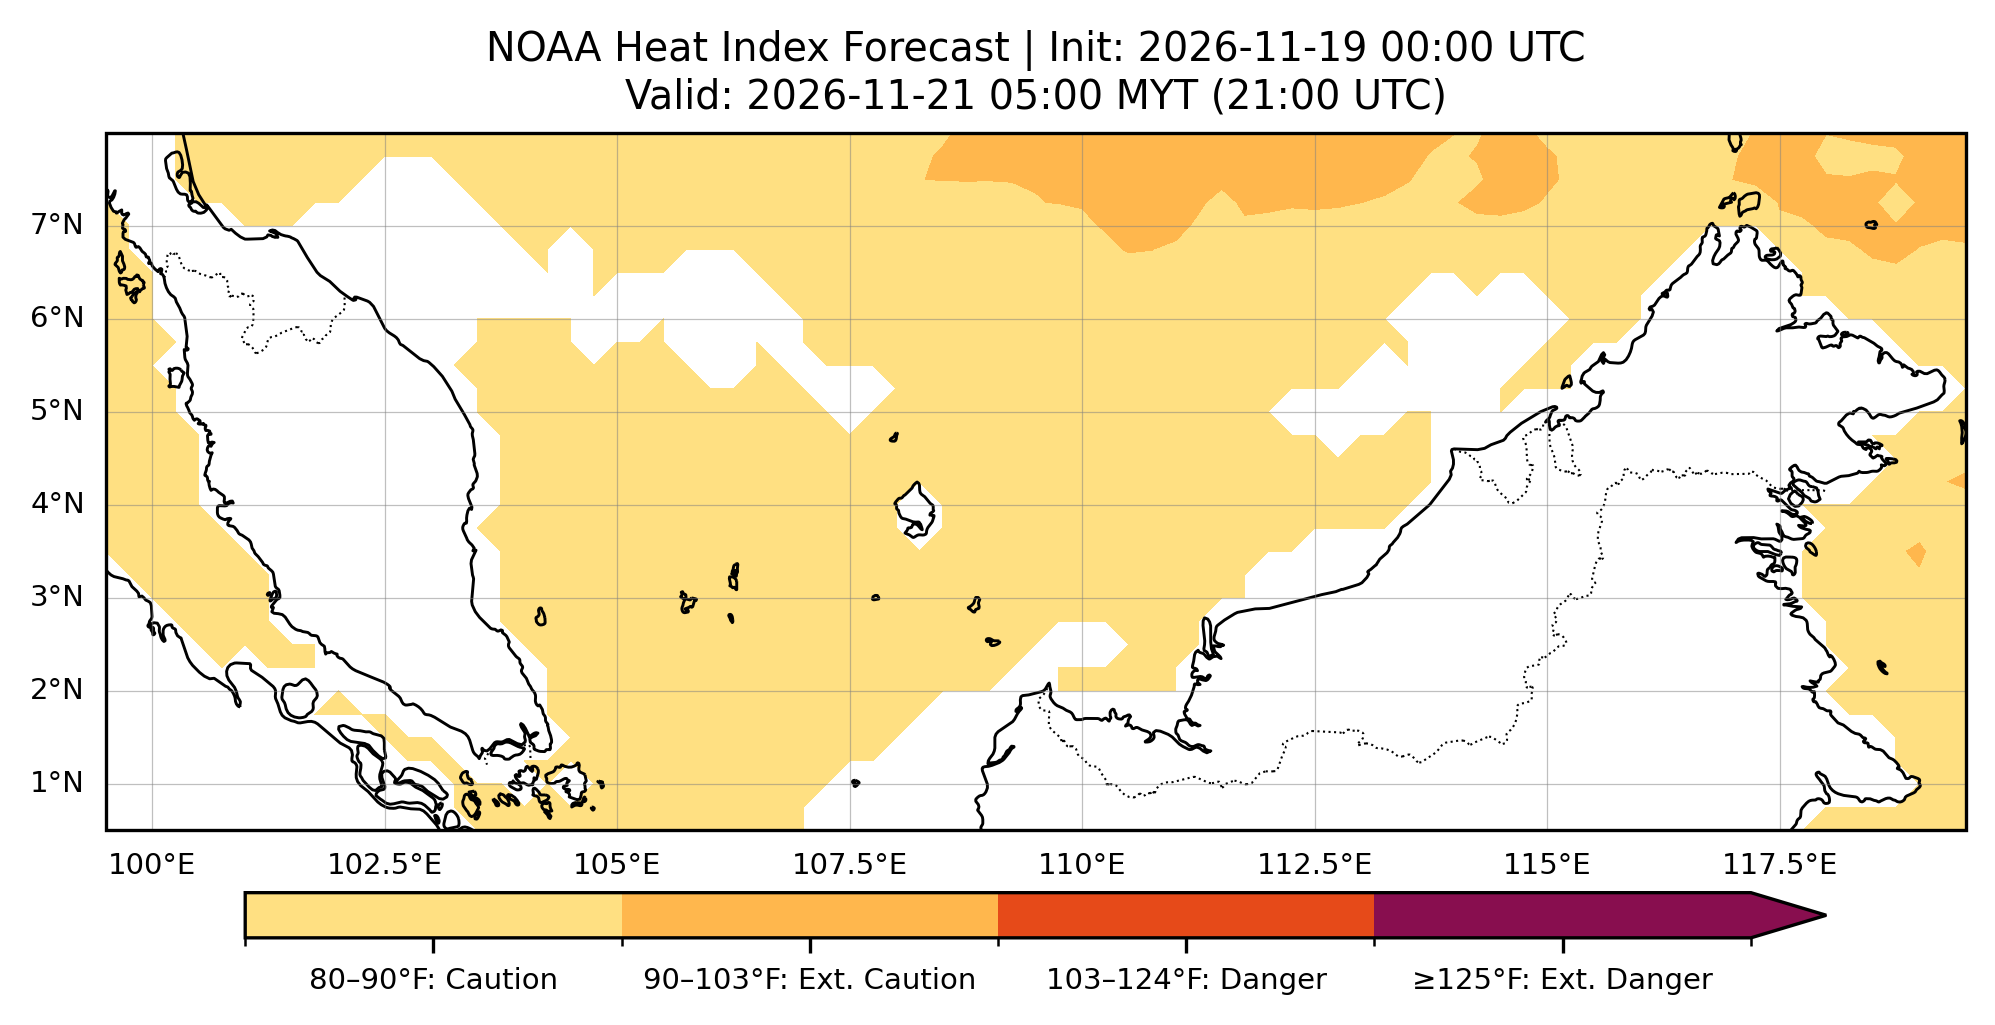 NOAA Heat Index Forecast | Init: 2026-11-19 00:00 UTC
Valid: 2026-11-21 05:00 MYT (21:00 UTC)
7°N
6°N
5°N
4°N
3°N
2°N
1°N
100°E 102.5°E 105°E 107.5°E 110°E 112.5°E 115°E 117.5°E
80–90°F: Caution 90–103°F: Ext. Caution 103–124°F: Danger ≥125°F: Ext. Danger